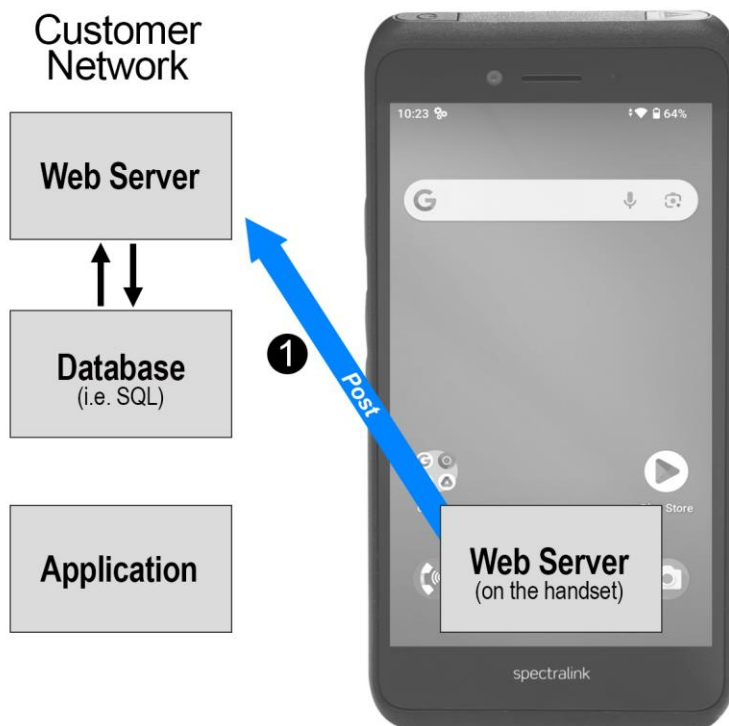 Customer
Network
Web Server
Database
(i.e. SQL)
Application
1
Post
10:23
64%
G
Store
Web Server
(on the handset)
spectralink